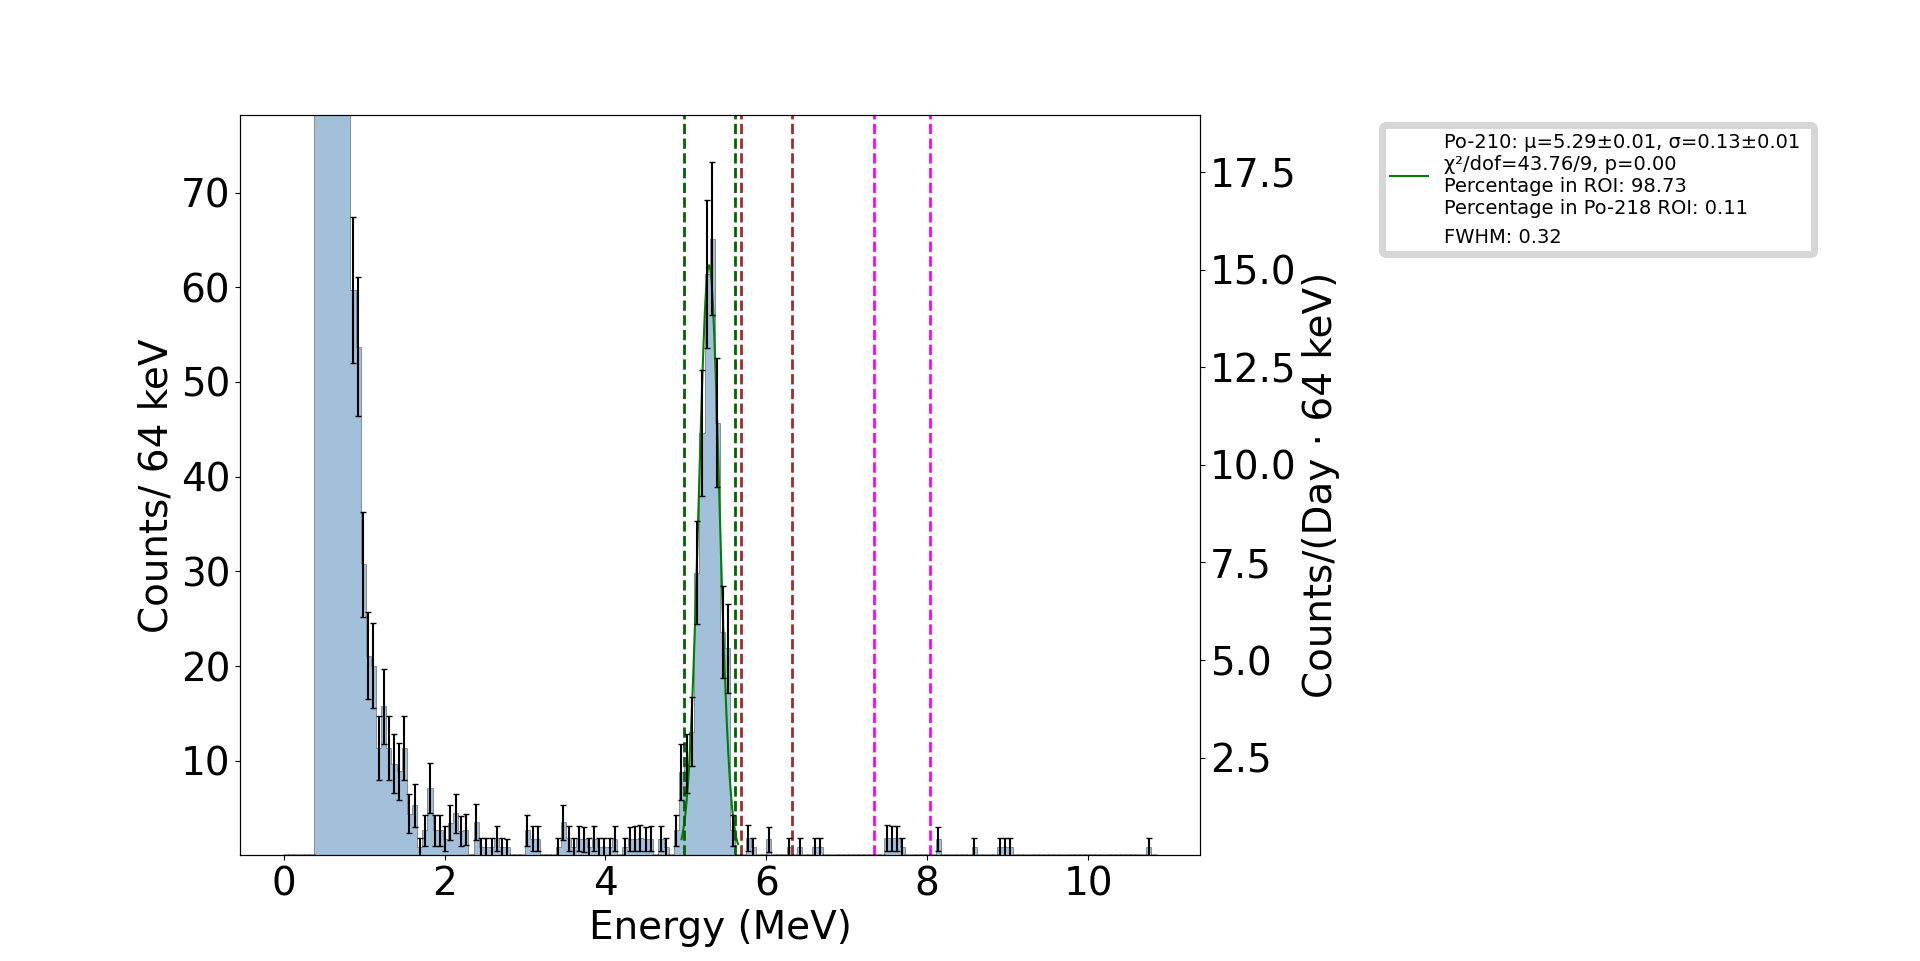 Counts/ 64 keV
70
60
50
40
30
20
10
0
2
4
6
8
10
Energy (MeV)
17.5
15.0
12.5
10.0
7.5
5.0
2.5
Counts/(Day · 64 keV)
Po-210: μ=5.29±0.01, σ=0.13±0.01
χ²/dof=43.76/9, p=0.00
Percentage in ROI: 98.73
Percentage in Po-218 ROI: 0.11
FWHM: 0.32